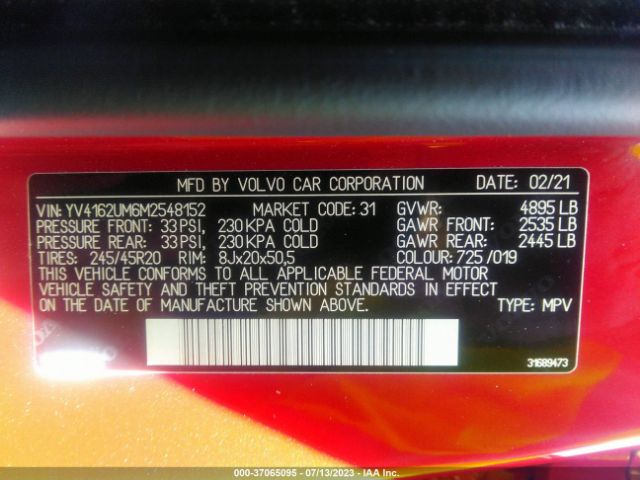 MFD BY VOLVO CAR CORPORATION DATE: 02/21
VIN: YV4162UM6M2548152 MARKET CODE: 31 GVWR: 4895 LB
PRESSURE FRONT: 33 PSI, 230 KPA COLD GAWR FRONT: 2535 LB
PRESSURE REAR: 33 PSI, 230 KPA COLD GAWR REAR: 2445 LB
TIRES: 245/45R20 RIM: 8Jx20x50,5 COLOUR: 725 /019
THIS VEHICLE CONFORMS TO ALL APPLICABLE FEDERAL MOTOR
VEHICLE SAFETY AND THEFT PREVENTION STANDARDS IN EFFECT
ON THE DATE OF MANUFACTURE SHOWN ABOVE. TYPE: MPV
31689473
000-37065095 - 07/13/2023 - IAA Inc.